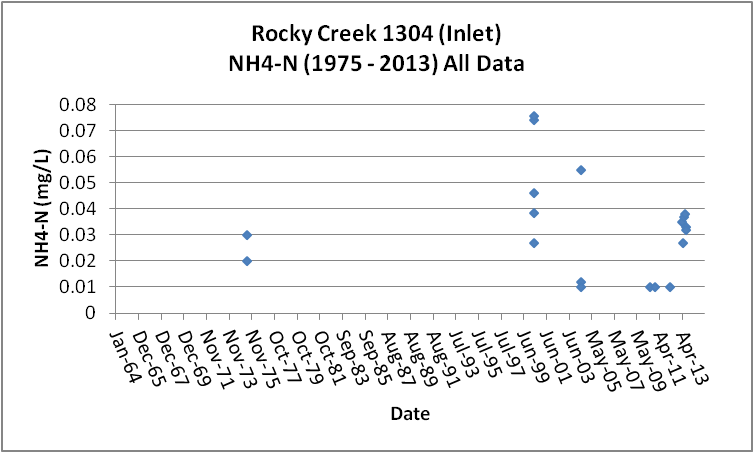 Rocky Creek 1304 (Inlet)
NH4-N (1975 - 2013) All Data
NH4-N (mg/L)
0.08
0.07
0.06
0.05
0.04
0.03
0.02
0.01
0
Jan-64
Dec-65
Dec-67
Dec-69
Nov-71
Nov-73
Nov-75
Oct-77
Oct-79
Oct-81
Sep-83
Sep-85
Aug-87
Aug-89
Aug-91
Jul-93
Jul-95
Jul-97
Jun-99
Jun-01
Jun-03
May-05
May-07
May-09
Apr-11
Apr-13
Date